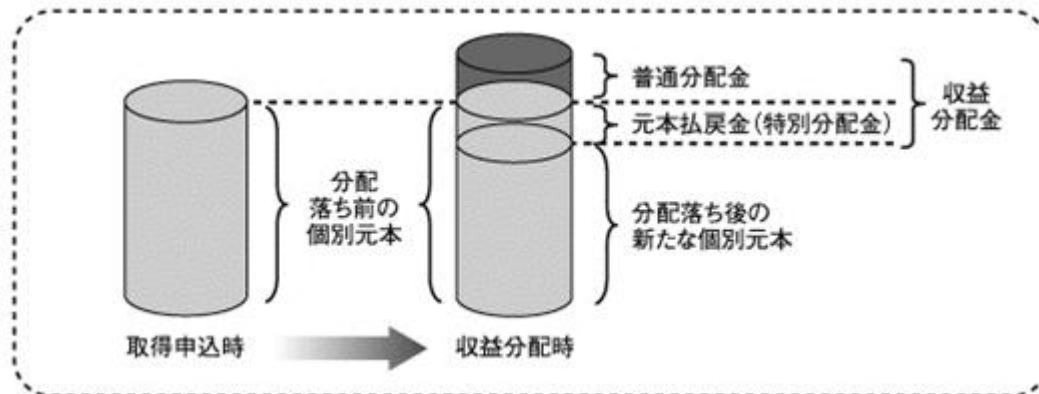 普通分配金
元本払戻金(特別分配金)
収益
分配金
分配
落ち前の
個別元本
分配落ち後の
新たな個別元本
取得申込時
収益分配時